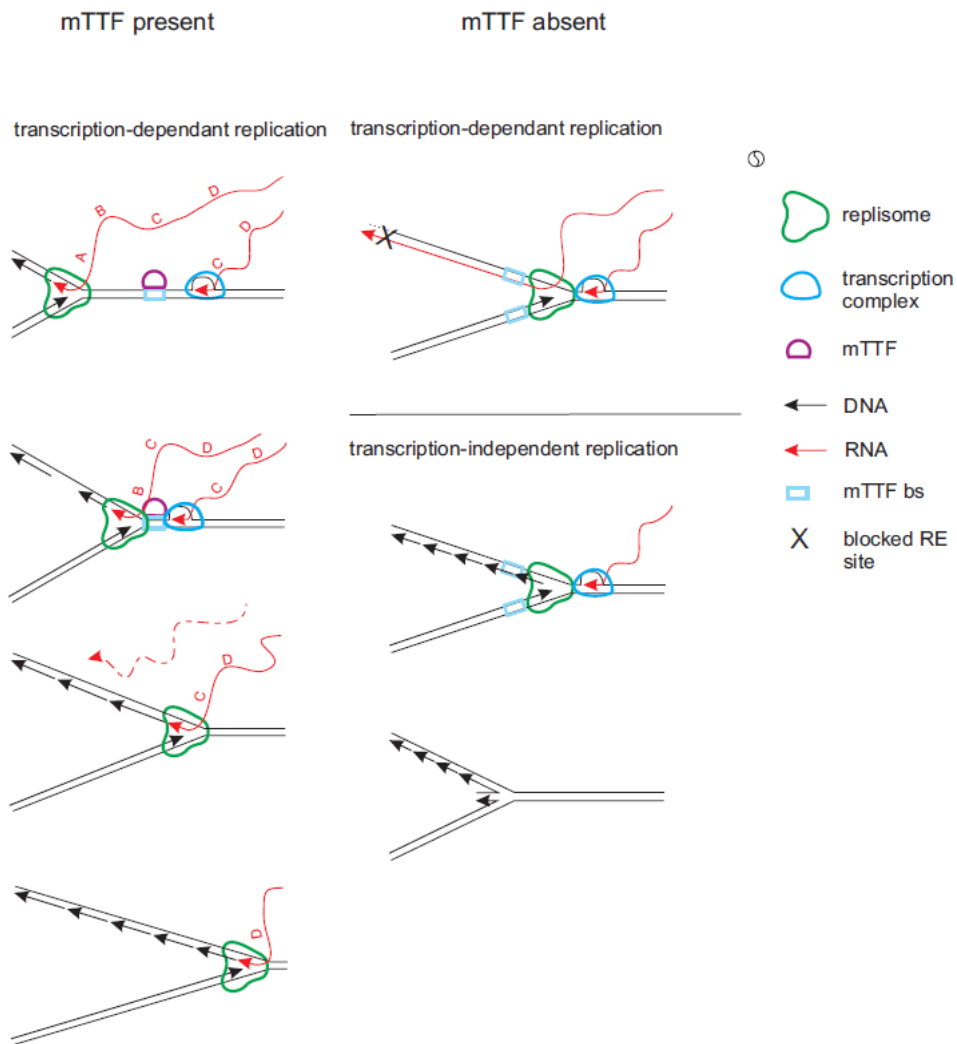 mTTF present
mTTF absent
transcription-dependant replication
transcription-dependant replication
A
B
C
D
C
D
replisome
transcription
complex
mTTF
DNA
RNA
mTTF bs
X
blocked RE
site
B
C
D
C
D
transcription-independent replication
C
D
D